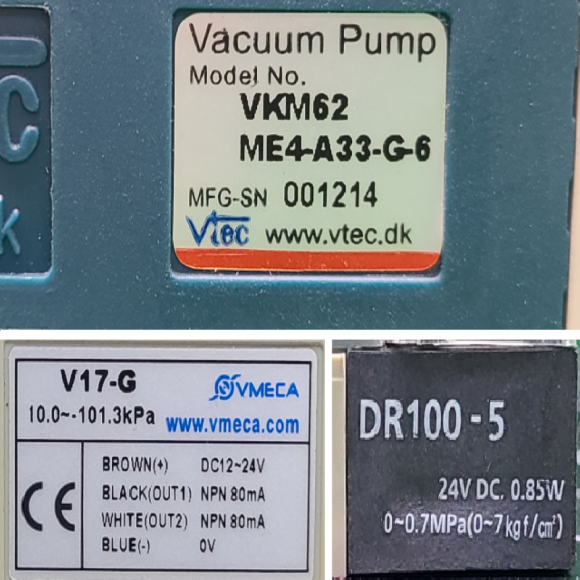 C
k
Vacuum Pump
Model No.
VKM62
ME4-A33-G-6
MFG-SN 001214
Vtec www.vtec.dk
V17-G VMECA
10.0~-101.3kPa www.vmeca.com
CE
BROWN(+) DC12~24V
BLACK(OUT1) NPN 80mA
WHITE(OUT2) NPN 80mA
BLUE(-) 0V
DR100-5
24V DC. 0.85W
0~0.7MPa(0~7kgf/cm²)